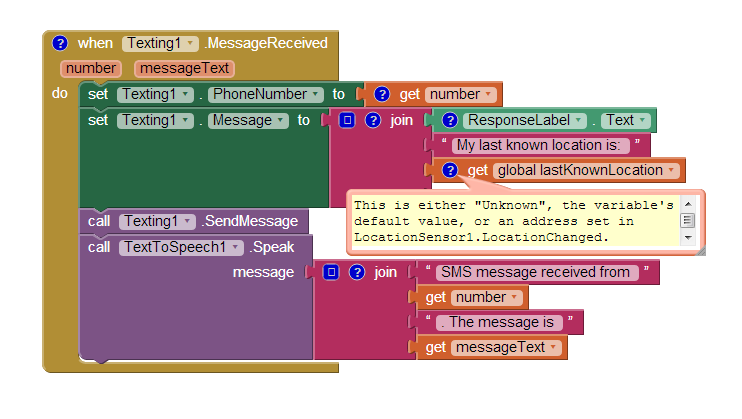 ? when Texting1 .MessageReceived
number messageText
do set Texting1 . PhoneNumber to ? get number
set Texting1 . Message to ? join ? ResponseLabel . Text
“ My last known location is: ”
? get global lastKnownLocation
This is either "Unknown", the variable's
default value, or an address set in
LocationSensor1.LocationChanged.
call Texting1 .SendMessage
call TextToSpeech1 .Speak
message ? join “ SMS message received from ”
get number
“ . The message is ”
get messageText